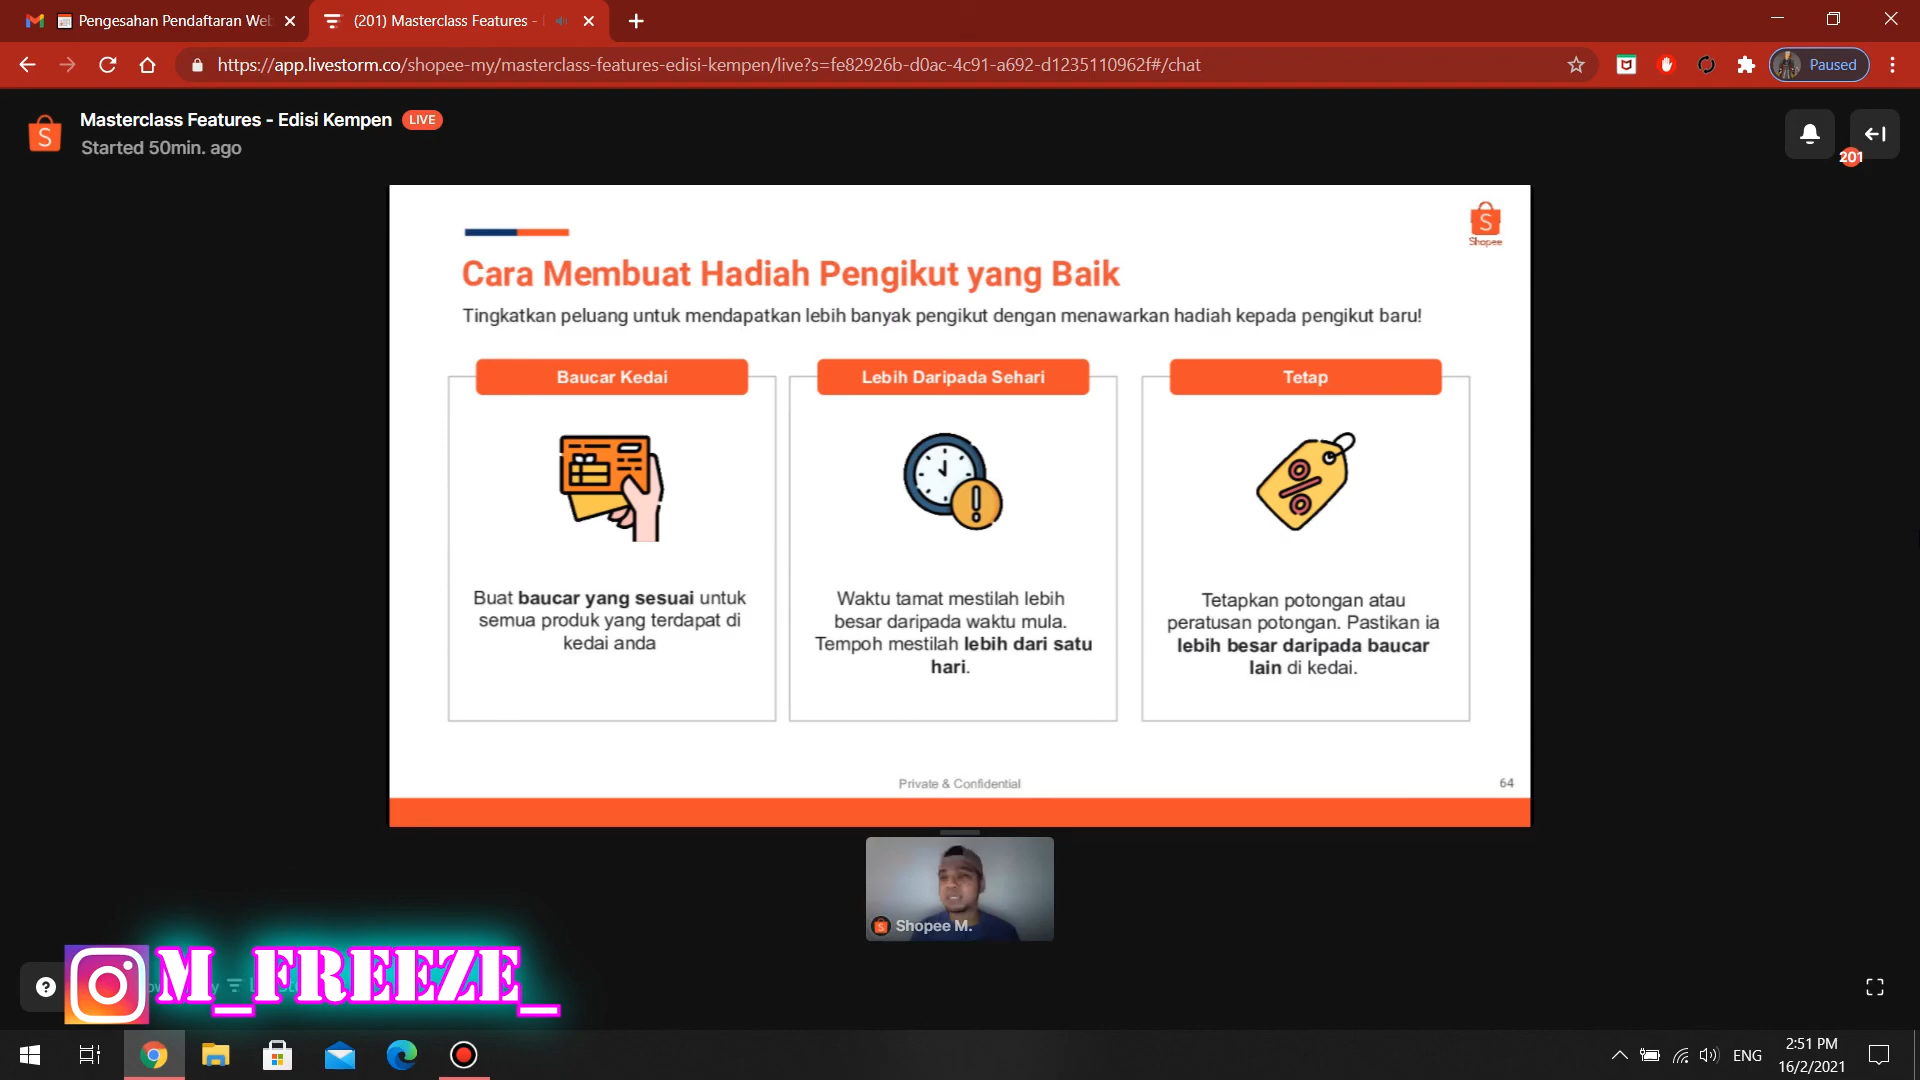 Pengesahan Pendaftaran Web
(201) Masterclass Features -
https://app.livestorm.co/shopee-my/masterclass-features-edisi-kempen/live?s=fe82926b-d0ac-4c91-a692-d1235110962f#/chat
Paused
Masterclass Features - Edisi Kempen LIVE
Started 50min. ago
201
Shopee
Cara Membuat Hadiah Pengikut yang Baik
Tingkatkan peluang untuk mendapatkan lebih banyak pengikut dengan menawarkan hadiah kepada pengikut baru!
Baucar Kedai
Buat baucar yang sesuai untuk
semua produk yang terdapat di
kedai anda
Lebih Daripada Sehari
Waktu tamat mestilah lebih
besar daripada waktu mula.
Tempoh mestilah lebih dari satu
hari.
Tetap
Tetapkan potongan atau
peratusan potongan. Pastikan ia
lebih besar daripada baucar
lain di kedai.
Private & Confidential
64
Shopee M.
M_FREEZE_
ENG
2:51 PM
16/2/2021